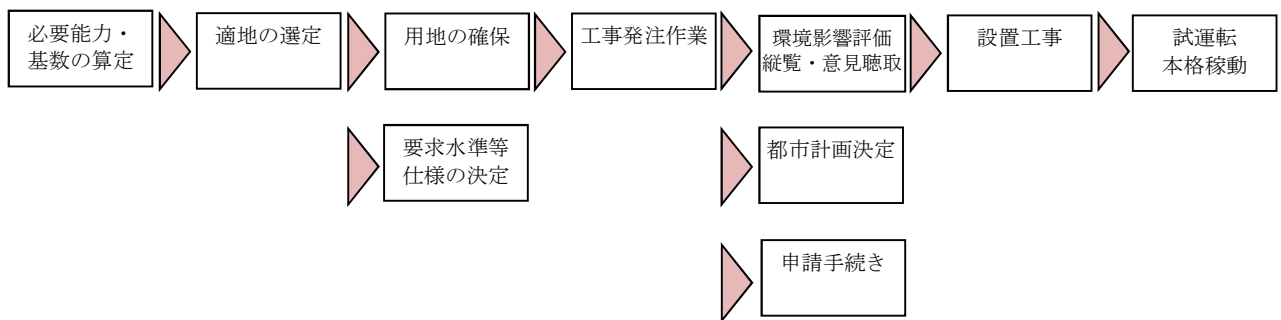 必要能力・
基数の算定
適地の選定
用地の確保
工事発注作業
環境影響評価
縦覧・意見聴取
設置工事
試運転
本格稼動
要求水準等
仕様の決定
都市計画決定
申請手続き